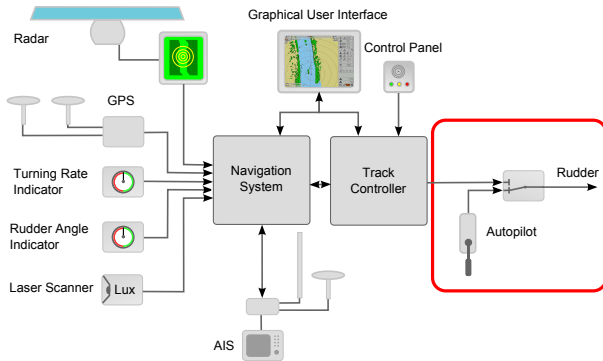 Graphical User Interface
Radar
Control Panel
GPS
Turning Rate
Indicator
Navigation
System
Track
Controller
Rudder
Rudder Angle
Indicator
Autopilot
Laser Scanner
Lux
AIS